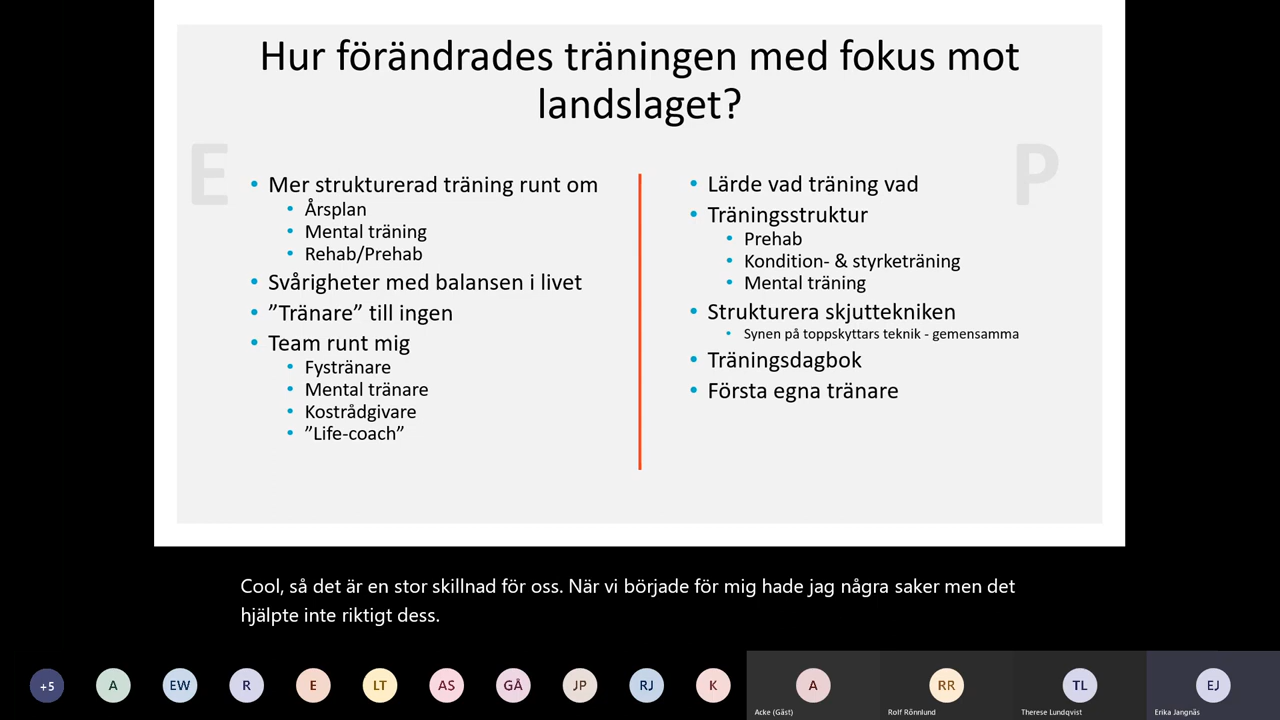 Hur förändrades träningen med fokus mot
landslaget?
E
P
Mer strukturerad träning runt om
Årsplan
Mental träning
Rehab/Prehab
Svårigheter med balansen i livet
”Tränare” till ingen
Team runt mig
Fystränare
Mental tränare
Kostrådgivare
”Life-coach”
Lärde vad träning vad
Träningsstruktur
Prehab
Kondition- & styrketräning
Mental träning
Strukturera skjuttekniken
Synen på toppskyttars teknik - gemensamma
Träningsdagbok
Första egna tränare
Cool, så det är en stor skillnad för oss. När vi började för mig hade jag några saker men det
hjälpte inte riktigt dess.
+5
A
EW
R
E
LT
AS
GÅ
JP
RJ
K
A
RR
TL
EJ
Acke (Gäst)
Rolf Rönnlund
Therese Lundqvist
Erika Jangnäs